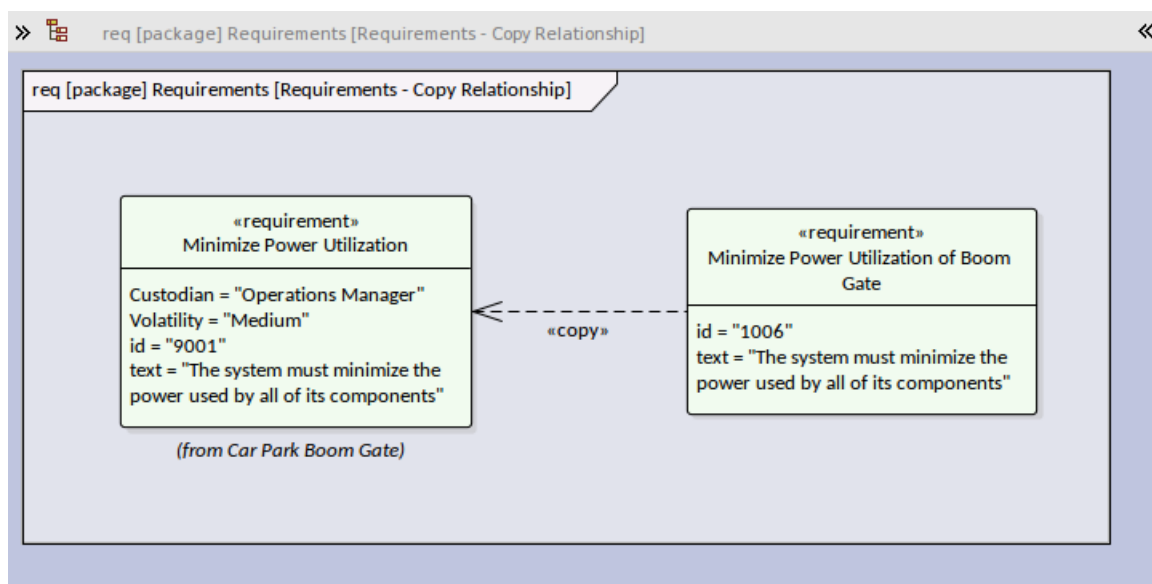 req [package] Requirements [Requirements - Copy Relationship]
req [package] Requirements [Requirements - Copy Relationship]
«requirement»
Minimize Power Utilization
Custodian = "Operations Manager"
Volatility = "Medium"
id = "9001"
text = "The system must minimize the
power used by all of its components"
(from Car Park Boom Gate)
«copy»
«requirement»
Minimize Power Utilization of Boom
Gate
id = "1006"
text = "The system must minimize the
power used by all of its components"